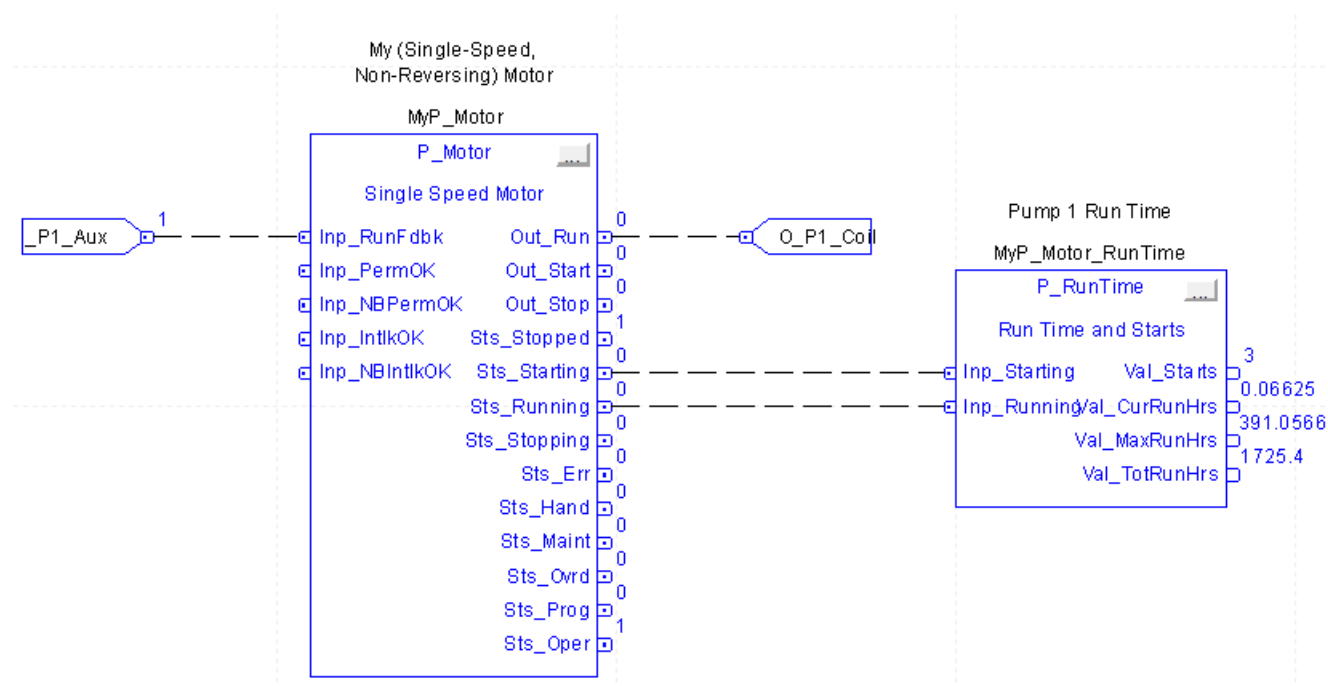 My (Single-Speed,
Non-Reversing) Motor
MyP_Motor
P_Motor
...
Single Speed Motor
_P1_Aux
1
Inp_RunFdbk
Out_Run
0
O_P1_Coil
Inp_PermOK
Out_Start
0
Inp_NBPermOK
Out_Stop
0
Inp_IntlkOK
Sts_Stopped
1
Inp_NBIntlkOK
Sts_Starting
0
Sts_Running
0
Sts_Stopping
0
Sts_Err
0
Sts_Hand
0
Sts_Maint
0
Sts_Ovrd
0
Sts_Prog
0
Sts_Oper
1
Pump 1 Run Time
MyP_Motor_RunTime
P_RunTime
...
Run Time and Starts
Inp_Starting
Val_Starts
3
Inp_Running
Val_CurRunHrs
0.06625
Val_MaxRunHrs
391.0566
Val_TotRunHrs
1725.4